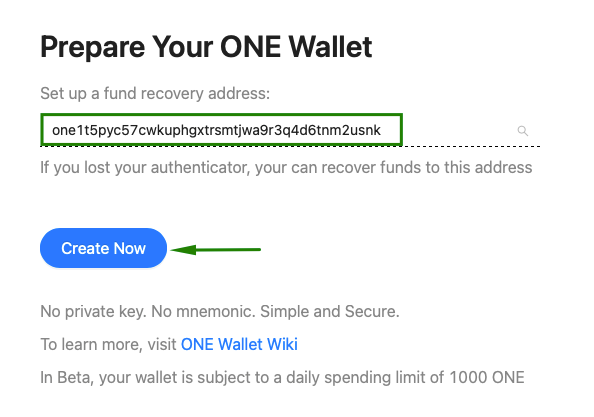 Prepare Your ONE Wallet
Set up a fund recovery address:
one1t5pyc57cwkuphgxtrsmtjwa9r3q4d6tnm2usnk
If you lost your authenticator, your can recover funds to this address
Create Now
No private key. No mnemonic. Simple and Secure.
To learn more, visit ONE Wallet Wiki
In Beta, your wallet is subject to a daily spending limit of 1000 ONE